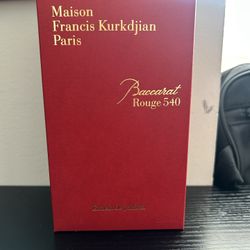 Maison
Francis Kurkdjian
Paris
Baccarat
Rouge 540